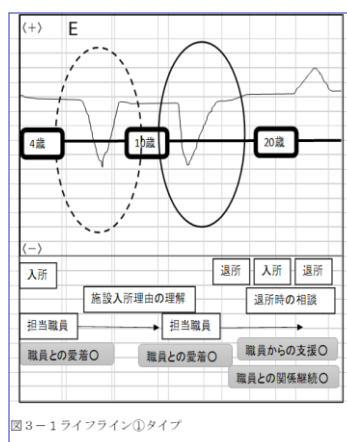 (+) E
4歳 10歳 20歳
(−)
入所 退所 入所 退所
施設入所理由の理解 退所時の相談
担当職員 担当職員
職員との愛着○ 職員との愛着○ 職員からの支援○
職員との関係継続○
図3-1ライフライン①タイプ